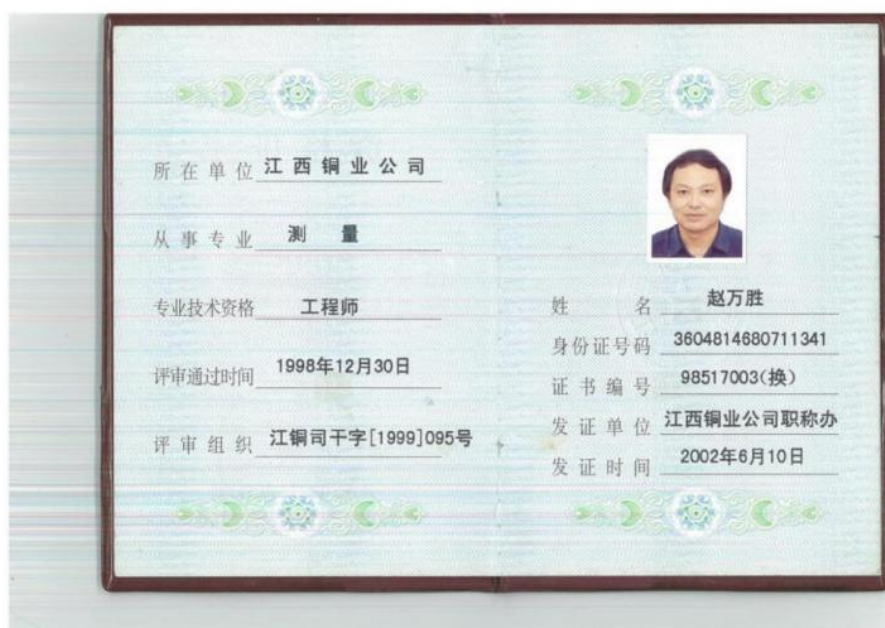 所在单位 江西铜业公司
从事专业 测量
专业技术资格 工程师
评审通过时间 1998年12月30日
评审组织 江铜司干字[1999]095号
姓名 赵万胜
身份证号码 3604814680711341
证书编号 98517003(换)
发证单位 江西铜业公司职称办
发证时间 2002年6月10日